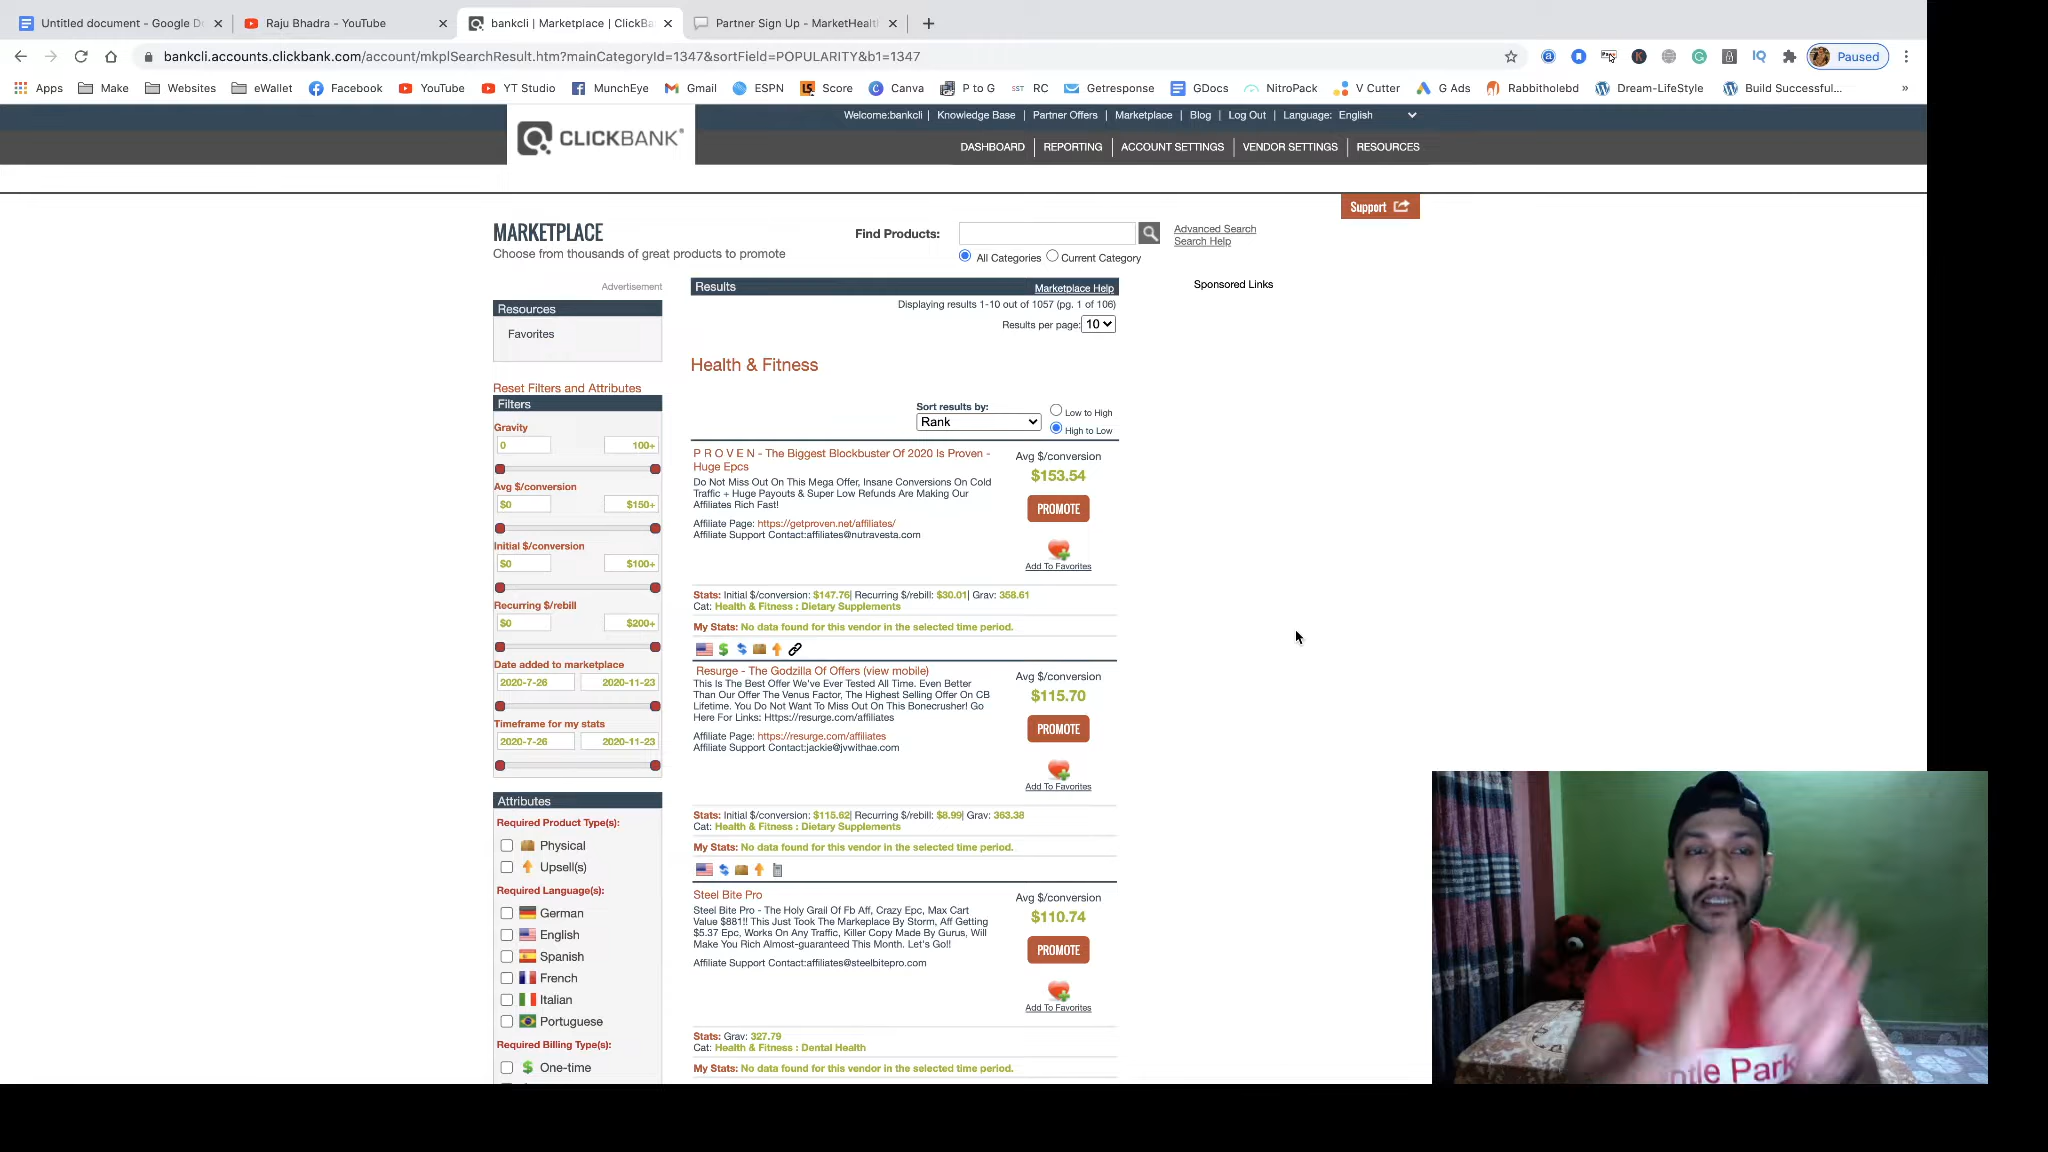 Untitled document - Google D
Raju Bhadra - YouTube
bankcli | Marketplace | ClickBa
Partner Sign Up - MarketHealt
bankcli.accounts.clickbank.com/account/mkplSearchResult.htm?mainCategoryId=1347&sortField=POPULARITY&b1=1347
Paused
Apps Make Websites eWallet Facebook YouTube YT Studio MunchEye Gmail ESPN Score Canva P to G RC Getresponse GDocs NitroPack V Cutter G Ads Rabbitholebd Dream-LifeStyle Build Successful... »
Welcome:bankcli | Knowledge Base | Partner Offers | Marketplace | Blog | Log Out | Language: English
CLICKBANK
DASHBOARD REPORTING ACCOUNT SETTINGS VENDOR SETTINGS RESOURCES
Support
MARKETPLACE
Choose from thousands of great products to promote
Find Products:
Advanced Search
Search Help
All Categories Current Category
Advertisement
Resources
Favorites
Reset Filters and Attributes
Filters
Gravity
0 100+
Avg $/conversion
$0 $150+
Initial $/conversion
$0 $100+
Recurring $/rebill
$0 $200+
Date added to marketplace
2020-7-26 2020-11-23
Timeframe for my stats
2020-7-26 2020-11-23
Attributes
Required Product Type(s):
Physical
Upsell(s)
Required Language(s):
German
English
Spanish
French
Italian
Portuguese
Required Billing Type(s):
One-time
Results Marketplace Help
Displaying results 1-10 out of 1057 (pg. 1 of 106)
Results per page: 10
Health & Fitness
Sort results by:
Rank
Low to High
High to Low
P R O V E N - The Biggest Blockbuster Of 2020 Is Proven -
Huge Epcs
Do Not Miss Out On This Mega Offer, Insane Conversions On Cold
Traffic + Huge Payouts & Super Low Refunds Are Making Our
Affiliates Rich Fast!
Affiliate Page: https://getproven.net/affiliates/
Affiliate Support Contact:affiliates@nutravesta.com
Avg $/conversion
$153.54
PROMOTE
Add To Favorites
Stats: Initial $/conversion: $147.76| Recurring $/rebill: $30.01| Grav: 358.61
Cat: Health & Fitness : Dietary Supplements
My Stats: No data found for this vendor in the selected time period.
Resurge - The Godzilla Of Offers (view mobile)
This Is The Best Offer We've Ever Tested All Time. Even Better
Than Our Offer The Venus Factor, The Highest Selling Offer On CB
Lifetime. You Do Not Want To Miss Out On This Bonecrusher! Go
Here For Links: Https://resurge.com/affiliates
Affiliate Page: https://resurge.com/affiliates
Affiliate Support Contact:jackie@jvwithae.com
Avg $/conversion
$115.70
PROMOTE
Add To Favorites
Stats: Initial $/conversion: $115.62| Recurring $/rebill: $8.99| Grav: 363.38
Cat: Health & Fitness : Dietary Supplements
My Stats: No data found for this vendor in the selected time period.
Steel Bite Pro
Steel Bite Pro - The Holy Grail Of Fb Aff, Crazy Epc, Max Cart
Value $881!! This Just Took The Markeplace By Storm, Aff Getting
$5.37 Epc, Works On Any Traffic, Killer Copy Made By Gurus, Will
Make You Rich Almost-guaranteed This Month. Let's Go!!
Affiliate Support Contact:affiliates@steelbitepro.com
Avg $/conversion
$110.74
PROMOTE
Add To Favorites
Stats: Grav: 327.79
Cat: Health & Fitness : Dental Health
My Stats: No data found for this vendor in the selected time period.
Sponsored Links
ntle Park